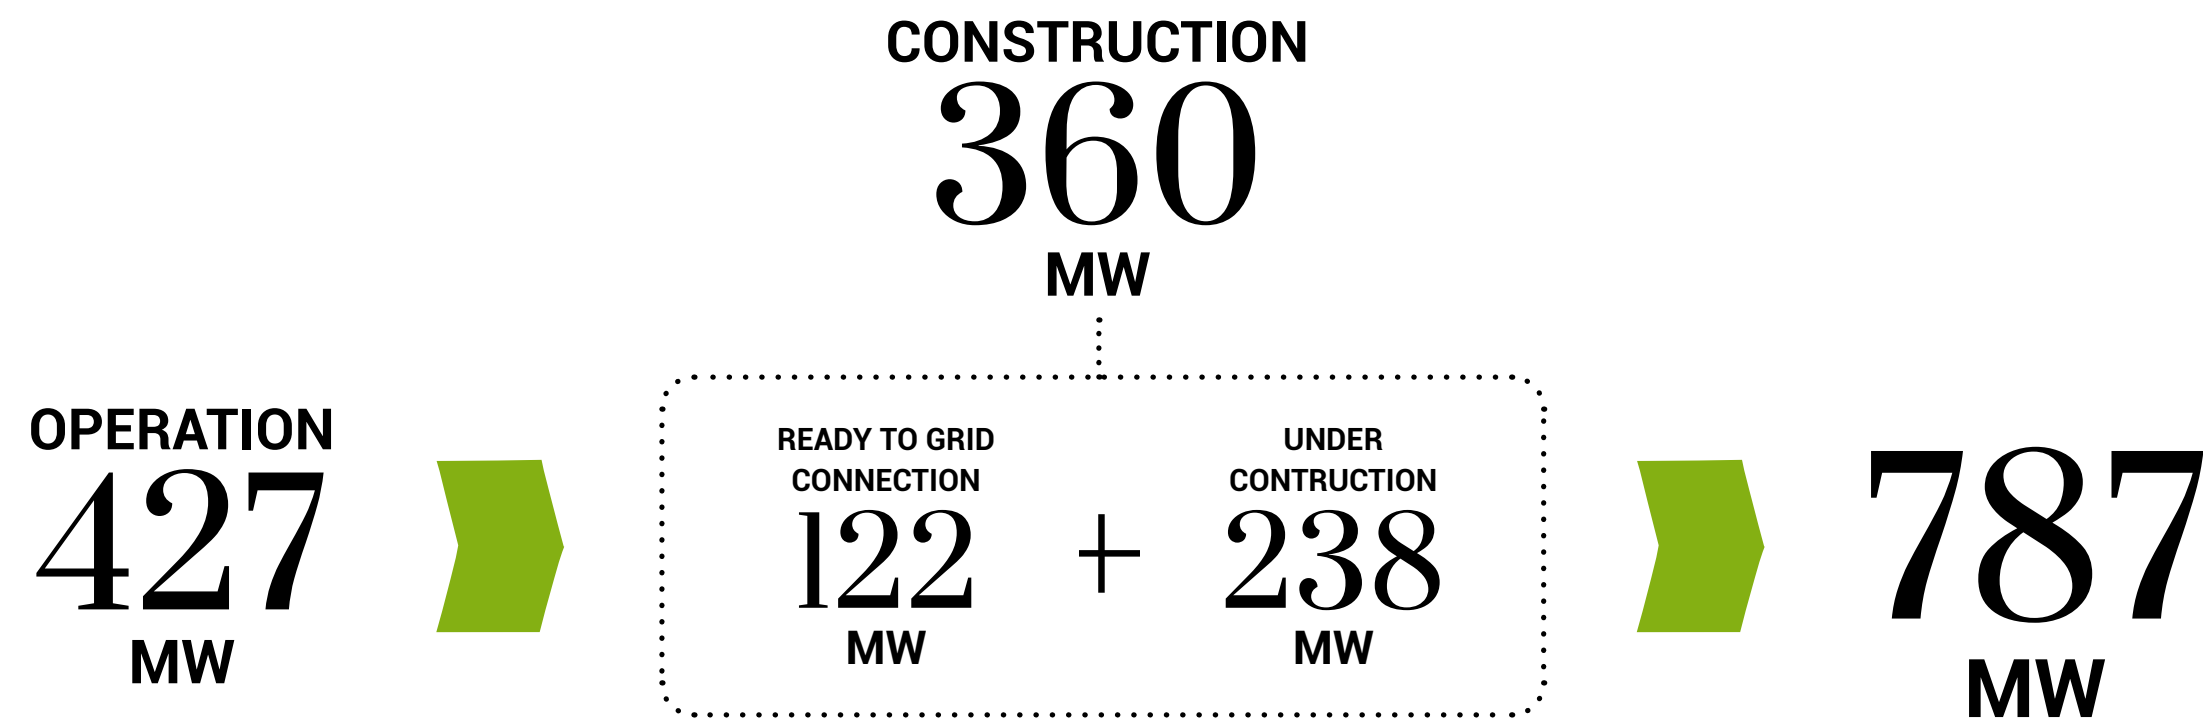 CONSTRUCTION
360
MW
OPERATION
427
MW
READY TO GRID
CONNECTION
122
MW
+
UNDER
CONTRUCTION
238
MW
787
MW